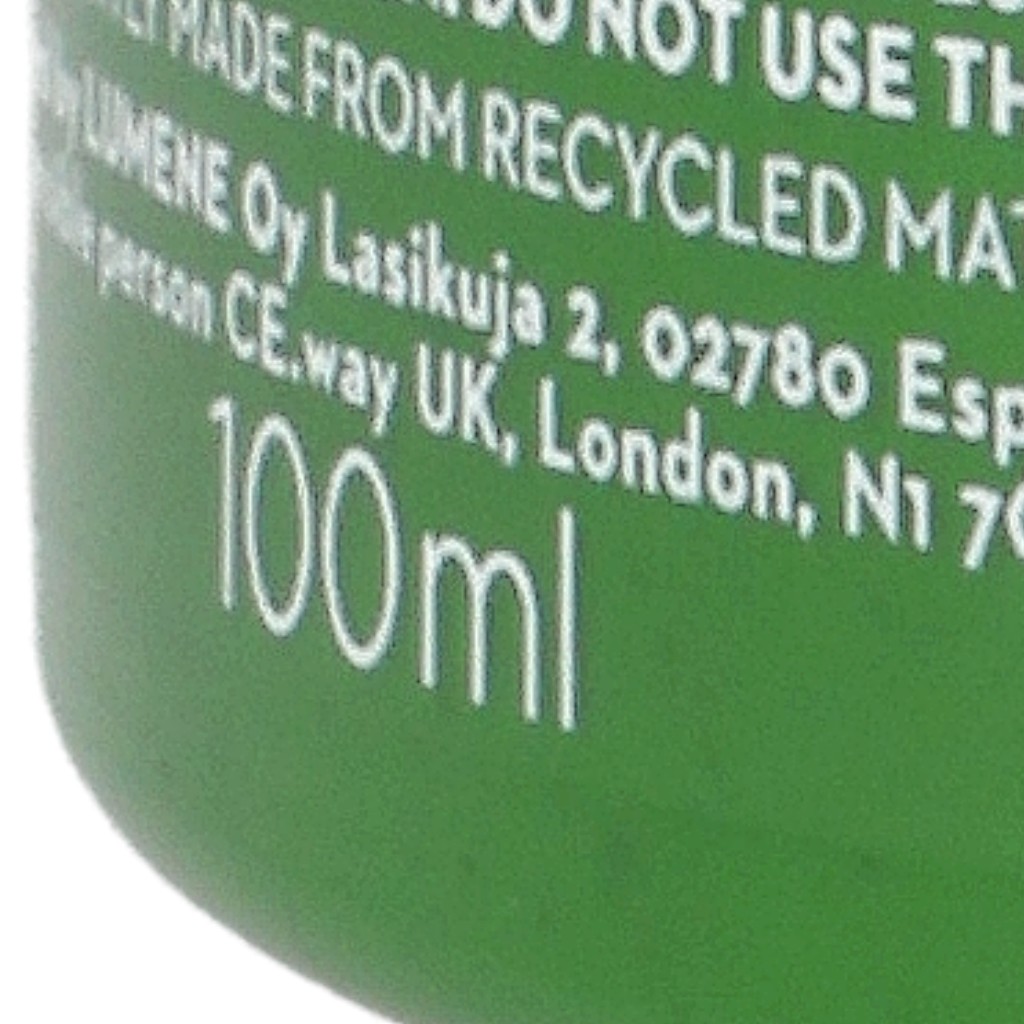 DO NOT USE TH
MADE FROM RECYCLED MAT
LUMENE Oy Lasikuja 2, 02780 Esp
person CE.way UK, London, N1 7
100ml